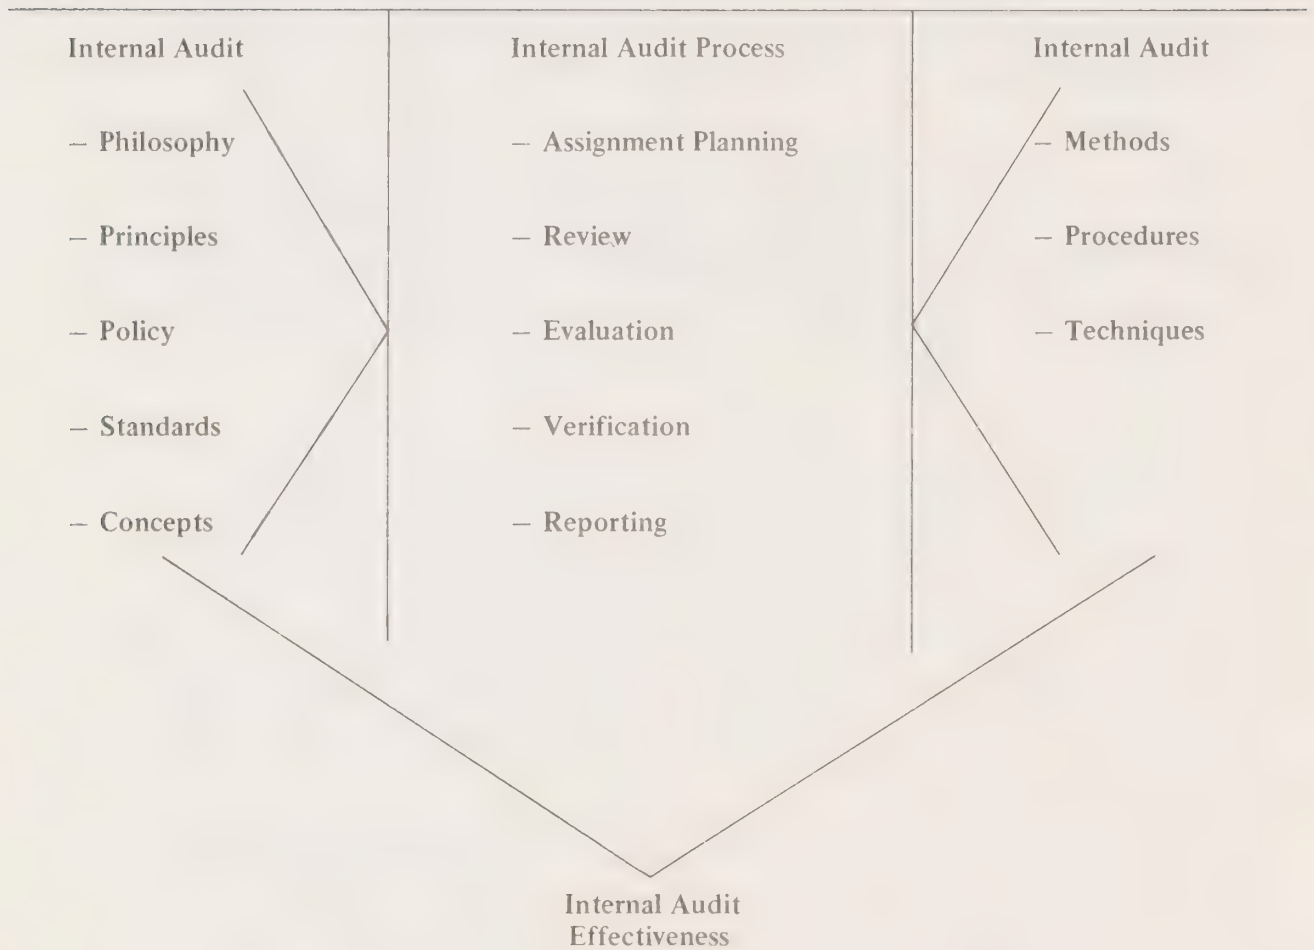 Internal Audit
– Philosophy
– Principles
– Policy
– Standards
– Concepts
Internal Audit Process
– Assignment Planning
– Review
– Evaluation
– Verification
– Reporting
Internal Audit
– Methods
– Procedures
– Techniques
Internal Audit
Effectiveness